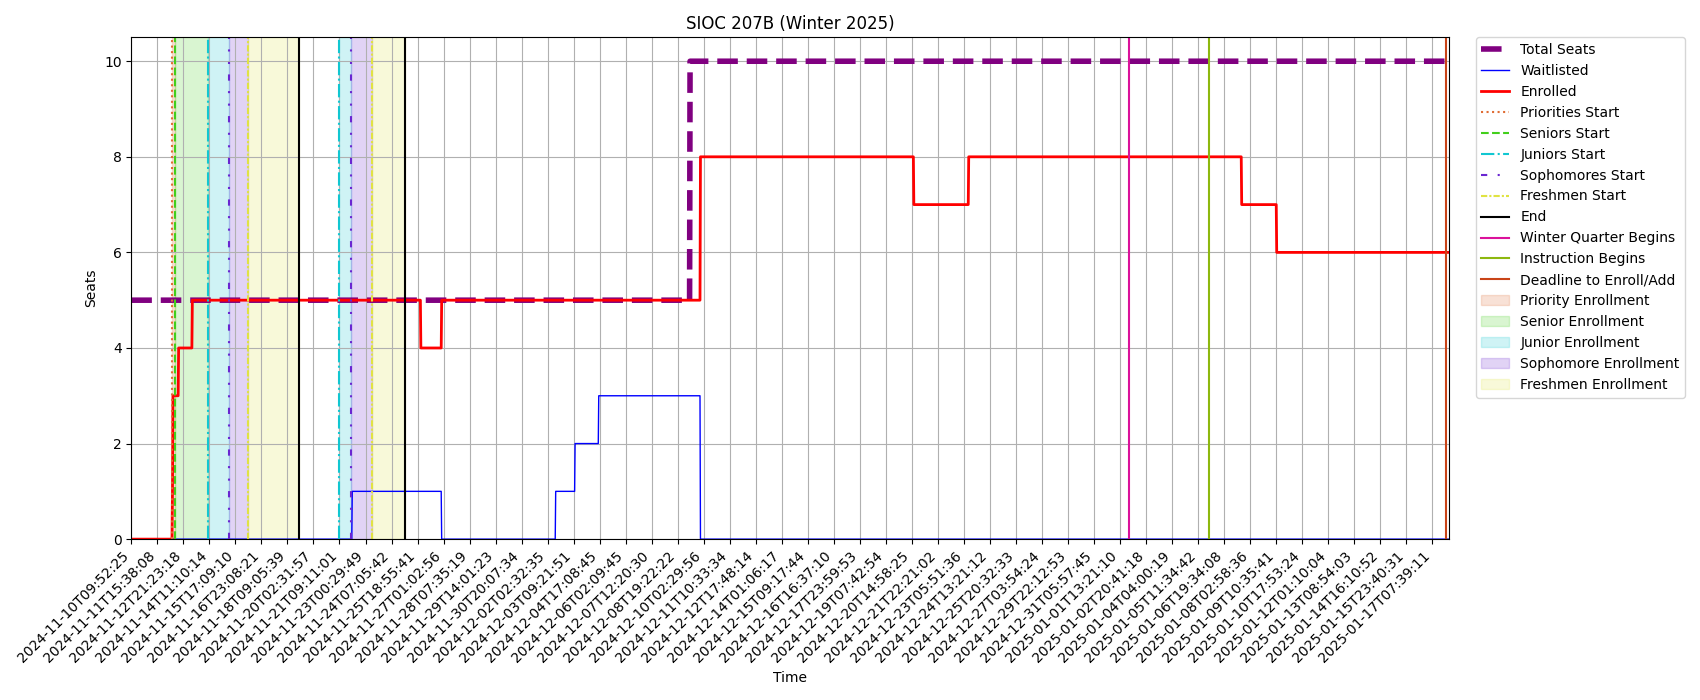 SIOC 207B (Winter 2025)
10
8
6
4
2
0
Seats
2024-11-10T09:52:25
2024-11-11T15:38:08
2024-11-12T21:23:18
2024-11-14T11:10:14
2024-11-15T17:09:10
2024-11-16T23:08:21
2024-11-18T09:05:39
2024-11-20T02:31:57
2024-11-21T09:11:01
2024-11-23T00:29:49
2024-11-24T07:05:42
2024-11-25T18:55:41
2024-11-27T01:02:56
2024-11-28T07:35:19
2024-11-29T14:01:23
2024-11-30T20:07:34
2024-12-02T02:32:35
2024-12-03T09:21:51
2024-12-04T17:08:45
2024-12-06T02:09:45
2024-12-07T12:20:30
2024-12-08T19:22:22
2024-12-10T02:29:56
2024-12-11T10:33:34
2024-12-12T17:48:14
2024-12-14T01:06:17
2024-12-15T09:17:44
2024-12-16T16:37:10
2024-12-17T23:59:53
2024-12-19T07:42:54
2024-12-20T14:58:25
2024-12-21T22:21:02
2024-12-23T05:51:36
2024-12-24T13:21:12
2024-12-25T20:32:33
2024-12-27T03:54:24
2024-12-29T22:12:53
2024-12-31T05:57:45
2025-01-01T13:21:10
2025-01-02T20:41:18
2025-01-04T04:00:19
2025-01-05T11:34:42
2025-01-06T19:34:08
2025-01-08T02:58:36
2025-01-09T10:35:41
2025-01-10T17:53:24
2025-01-12T01:10:04
2025-01-13T08:54:03
2025-01-14T16:10:52
2025-01-15T23:40:31
2025-01-17T07:39:11
Time
Total Seats
Waitlisted
Enrolled
Priorities Start
Seniors Start
Juniors Start
Sophomores Start
Freshmen Start
End
Winter Quarter Begins
Instruction Begins
Deadline to Enroll/Add
Priority Enrollment
Senior Enrollment
Junior Enrollment
Sophomore Enrollment
Freshmen Enrollment